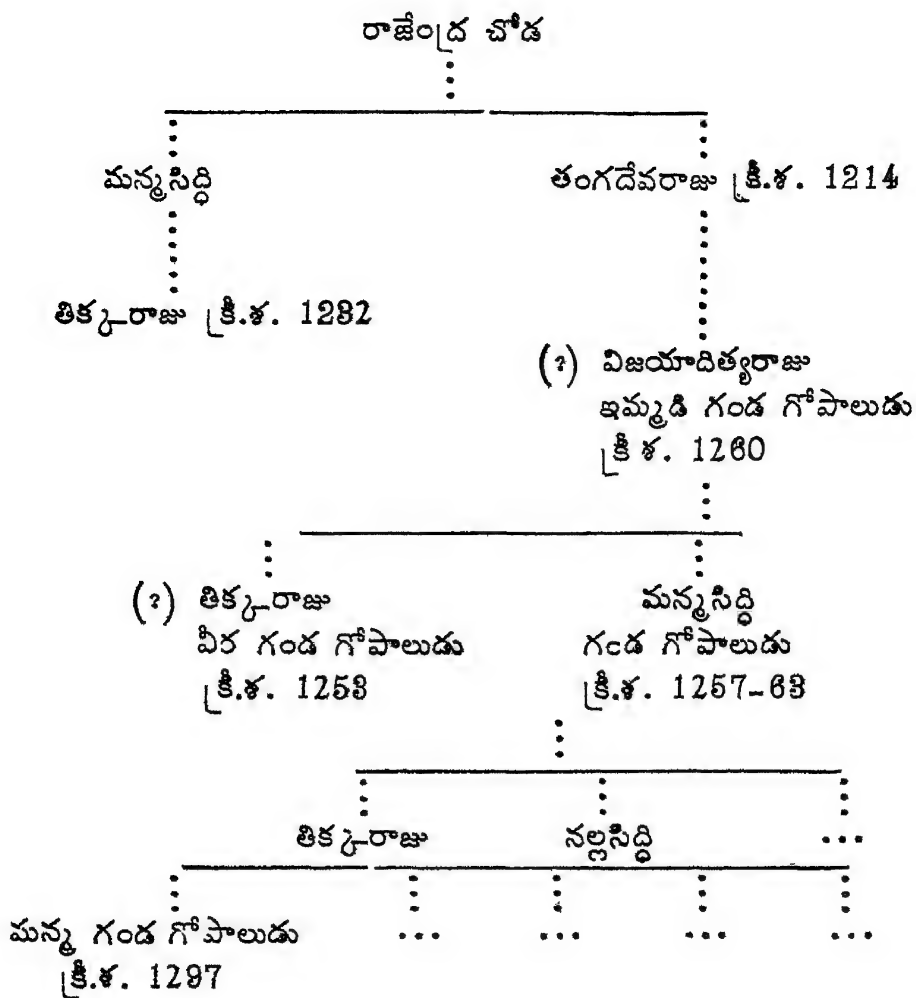 రాజేంద్ర చోడ
మన్మసిద్ధి తంగదేవరాజు క్రీ.శ. 1214
తిక్కరాజు క్రీ.శ. 1232
(?) విజయాదిత్యరాజు
ఇమ్మడి గండ గోపాలుడు
క్రీ శ. 1260
(?) తిక్కరాజు మన్మసిద్ధి
వీర గండ గోపాలుడు గండ గోపాలుడు
క్రీ.శ. 1253 క్రీ.శ. 1257-63
తిక్కరాజు నల్లసిద్ధి ...
మన్మ గండ గోపాలుడు ... ... ... ...
క్రీ.శ. 1297